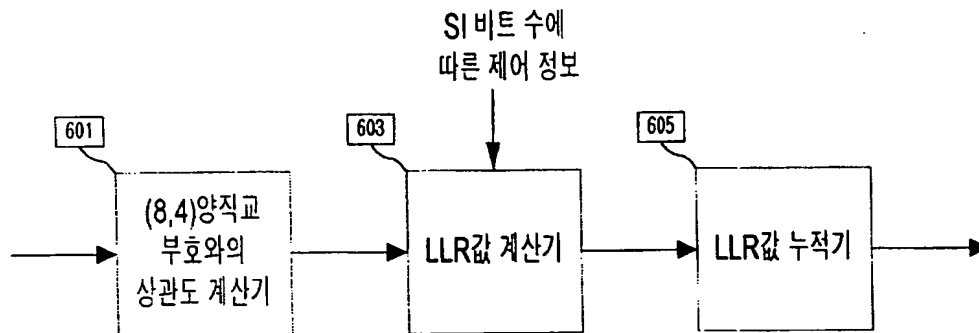 SI 비트 수에
따른 제어 정보
601
603
605
(8,4)양직교
부호와의
상관도 계산기
LLR값 계산기
LLR값 누적기